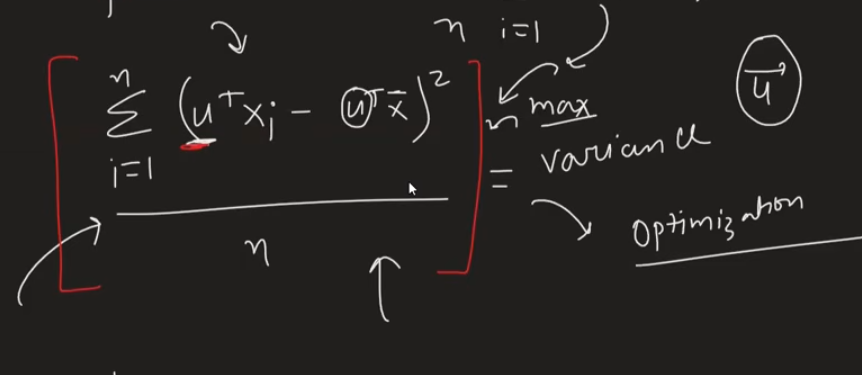 n i=1
[ n
Σ (uᵀxᵢ - uᵀx̄)² ] max
i=1
= variance
n
u⃗
Optimization